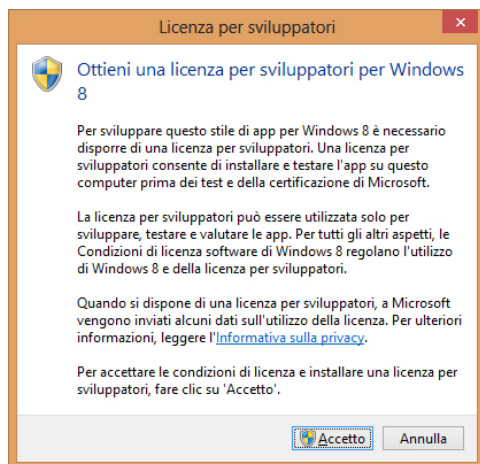 Licenza per sviluppatori
Ottieni una licenza per sviluppatori per Windows
8
Per sviluppare questo stile di app per Windows 8 è necessario
disporre di una licenza per sviluppatori. Una licenza per
sviluppatori consente di installare e testare l'app su questo
computer prima dei test e della certificazione di Microsoft.
La licenza per sviluppatori può essere utilizzata solo per
sviluppare, testare e valutare le app. Per tutti gli altri aspetti, le
Condizioni di licenza software di Windows 8 regolano l'utilizzo
di Windows 8 e della licenza per sviluppatori.
Quando si dispone di una licenza per sviluppatori, a Microsoft
vengono inviati alcuni dati sull'utilizzo della licenza. Per ulteriori
informazioni, leggere l'Informativa sulla privacy.
Per accettare le condizioni di licenza e installare una licenza per
sviluppatori, fare clic su 'Accetto'.
Accetto Annulla